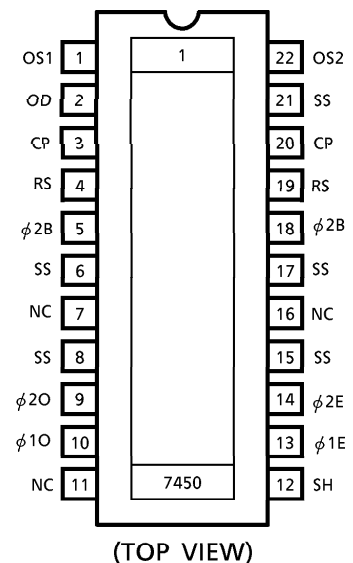 OS1 1 1 22 OS2
OD 2 21 SS
CP 3 20 CP
RS 4 19 RS
ϕ2B 5 18 ϕ2B
SS 6 17 SS
NC 7 16 NC
SS 8 15 SS
ϕ2O 9 14 ϕ2E
ϕ1O 10 13 ϕ1E
NC 11 7450 12 SH
(TOP VIEW)